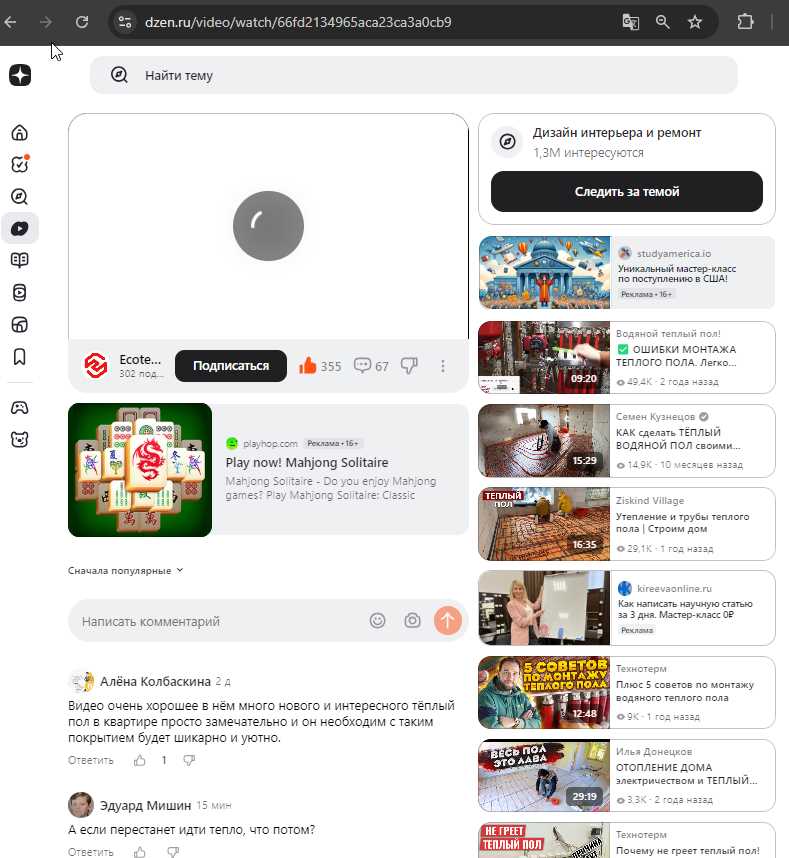 dzen.ru/video/watch/66fd2134965aca23ca3a0cb9
Найти тему
Ecote...
302 под...
Подписаться
355
67
playhop.com Реклама • 16+
Play now! Mahjong Solitaire
Mahjong Solitaire - Do you enjoy Mahjong
games? Play Mahjong Solitaire: Classic
Сначала популярные
Написать комментарий
Алёна Колбаскина 2 д
Видео очень хорошее в нём много нового и интересного тёплый
пол в квартире просто замечательно и он необходим с таким
покрытием будет шикарно и уютно.
Ответить 1
Эдуард Мишин 15 мин
А если перестанет идти тепло, что потом?
Ответить
Дизайн интерьера и ремонт
1,3M интересуются
Следить за темой
studyamerica.io
Уникальный мастер-класс
по поступлению в США!
Реклама • 16+
09:20
Водяной теплый пол!
✅ ОШИБКИ МОНТАЖА
ТЕПЛОГО ПОЛА. Легко...
49,4K · 2 года назад
15:29
Семен Кузнецов
КАК сделать ТЁПЛЫЙ
ВОДЯНОЙ ПОЛ своими...
14,9K · 10 месяцев назад
ТЕПЛЫЙ
ПОЛ
16:35
Ziskind Village
Утепление и трубы теплого
пола | Строим дом
29,1K · 1 год назад
kireevaonline.ru
Как написать научную статью
за 3 дня. Мастер-класс 0₽
Реклама
5 СОВЕТОВ
ПО МОНТАЖУ
ТЕПЛОГО ПОЛА
12:48
Технотерм
Плюс 5 советов по монтажу
водяного теплого пола
9K · 1 год назад
ВЕСЬ ПОЛ
ЭТО ЛАВА
29:19
Илья Донецков
ОТОПЛЕНИЕ ДОМА
электричеством и ТЕПЛЫЙ...
3,3K · 2 года назад
НЕ ГРЕЕТ
ТЕПЛЫЙ ПОЛ!
Технотерм
Почему не греет теплый пол!